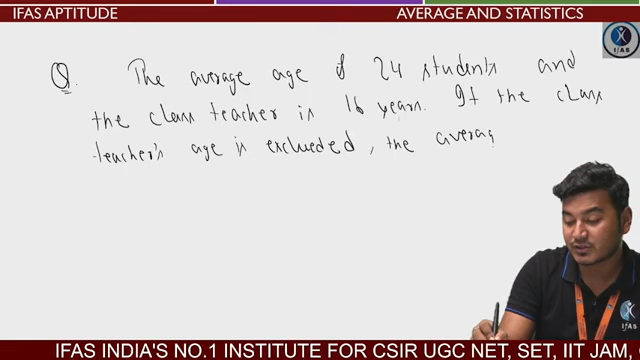 IFAS APTITUDE
AVERAGE AND STATISTICS
IFAS
Q. The average age of 24 students and
the class teacher is 16 years. If the class
teacher's age is excluded, the averag
IFAS
IFAS INDIA'S NO.1 INSTITUTE FOR CSIR UGC NET, SET, IIT JAM